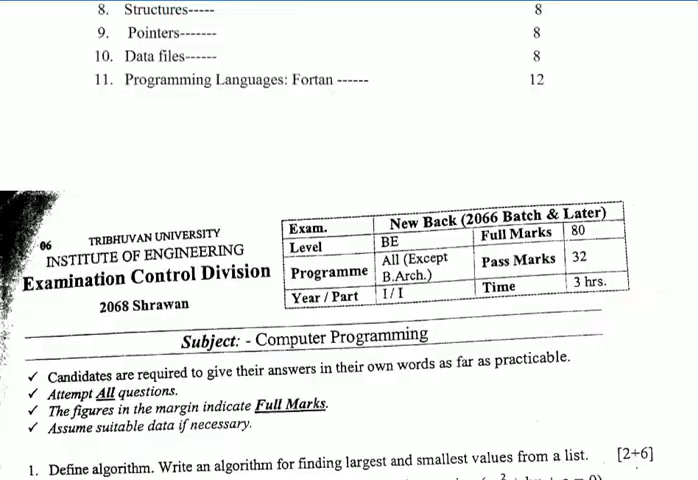 8. Structures----- 8
9. Pointers------- 8
10. Data files------ 8
11. Programming Languages: Fortan ------ 12
06
TRIBHUVAN UNIVERSITY
INSTITUTE OF ENGINEERING
Examination Control Division
2068 Shrawan
Exam. New Back (2066 Batch & Later)
Level BE Full Marks 80
Programme All (Except B.Arch.) Pass Marks 32
Year / Part I / I Time 3 hrs.
Subject: - Computer Programming
✓ Candidates are required to give their answers in their own words as far as practicable.
✓ Attempt All questions.
✓ The figures in the margin indicate Full Marks.
✓ Assume suitable data if necessary.
1. Define algorithm. Write an algorithm for finding largest and smallest values from a list. [2+6]